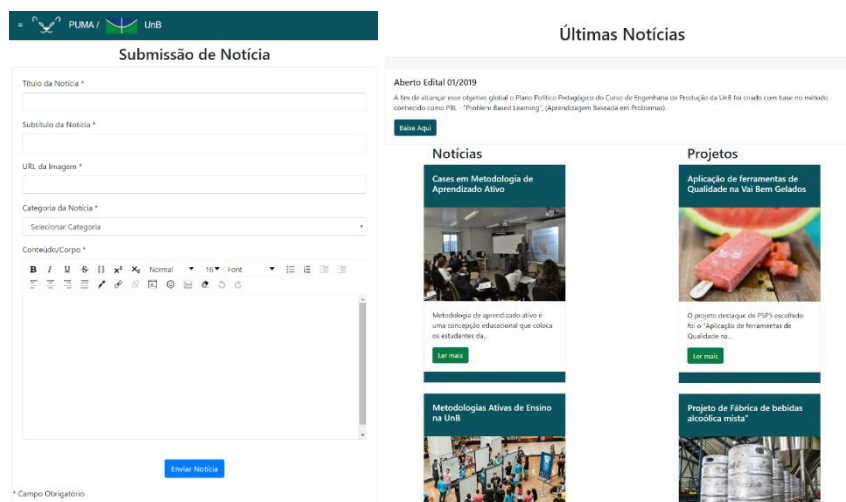 ≡ PUMA / UnB
Submissão de Notícia
Título da Notícia *
Subtítulo da Notícia *
URL da Imagem *
Categoria da Notícia *
Selecionar Categoria
Conteúdo/Corpo *
B I U S {} x² X₂ Normal 16 Font
Enviar Notícia
* Campo Obrigatório
Últimas Notícias
Aberto Edital 01/2019
A fim de alcançar esse objetivo global o Plano Político Pedagógico do Curso de Engenharia de Produção da UnB foi criado com base no método
conhecido como PBL - "Problem Based Learning", (Aprendizagem Baseada em Problemas).
Baixe Aqui
Notícias
Cases em Metodologia de
Aprendizado Ativo
Metodologia de aprendizado ativo é
uma concepção educacional que coloca
os estudantes da...
Ler mais
Metodologias Ativas de Ensino
na UnB
Projetos
Aplicação de ferramentas de
Qualidade na Vai Bem Gelados
O projeto destaque de PSP5 escolhido
foi o "Aplicação de ferramentas de
Qualidade na...
Ler mais
Projeto de Fábrica de bebidas
alcoólica mista"